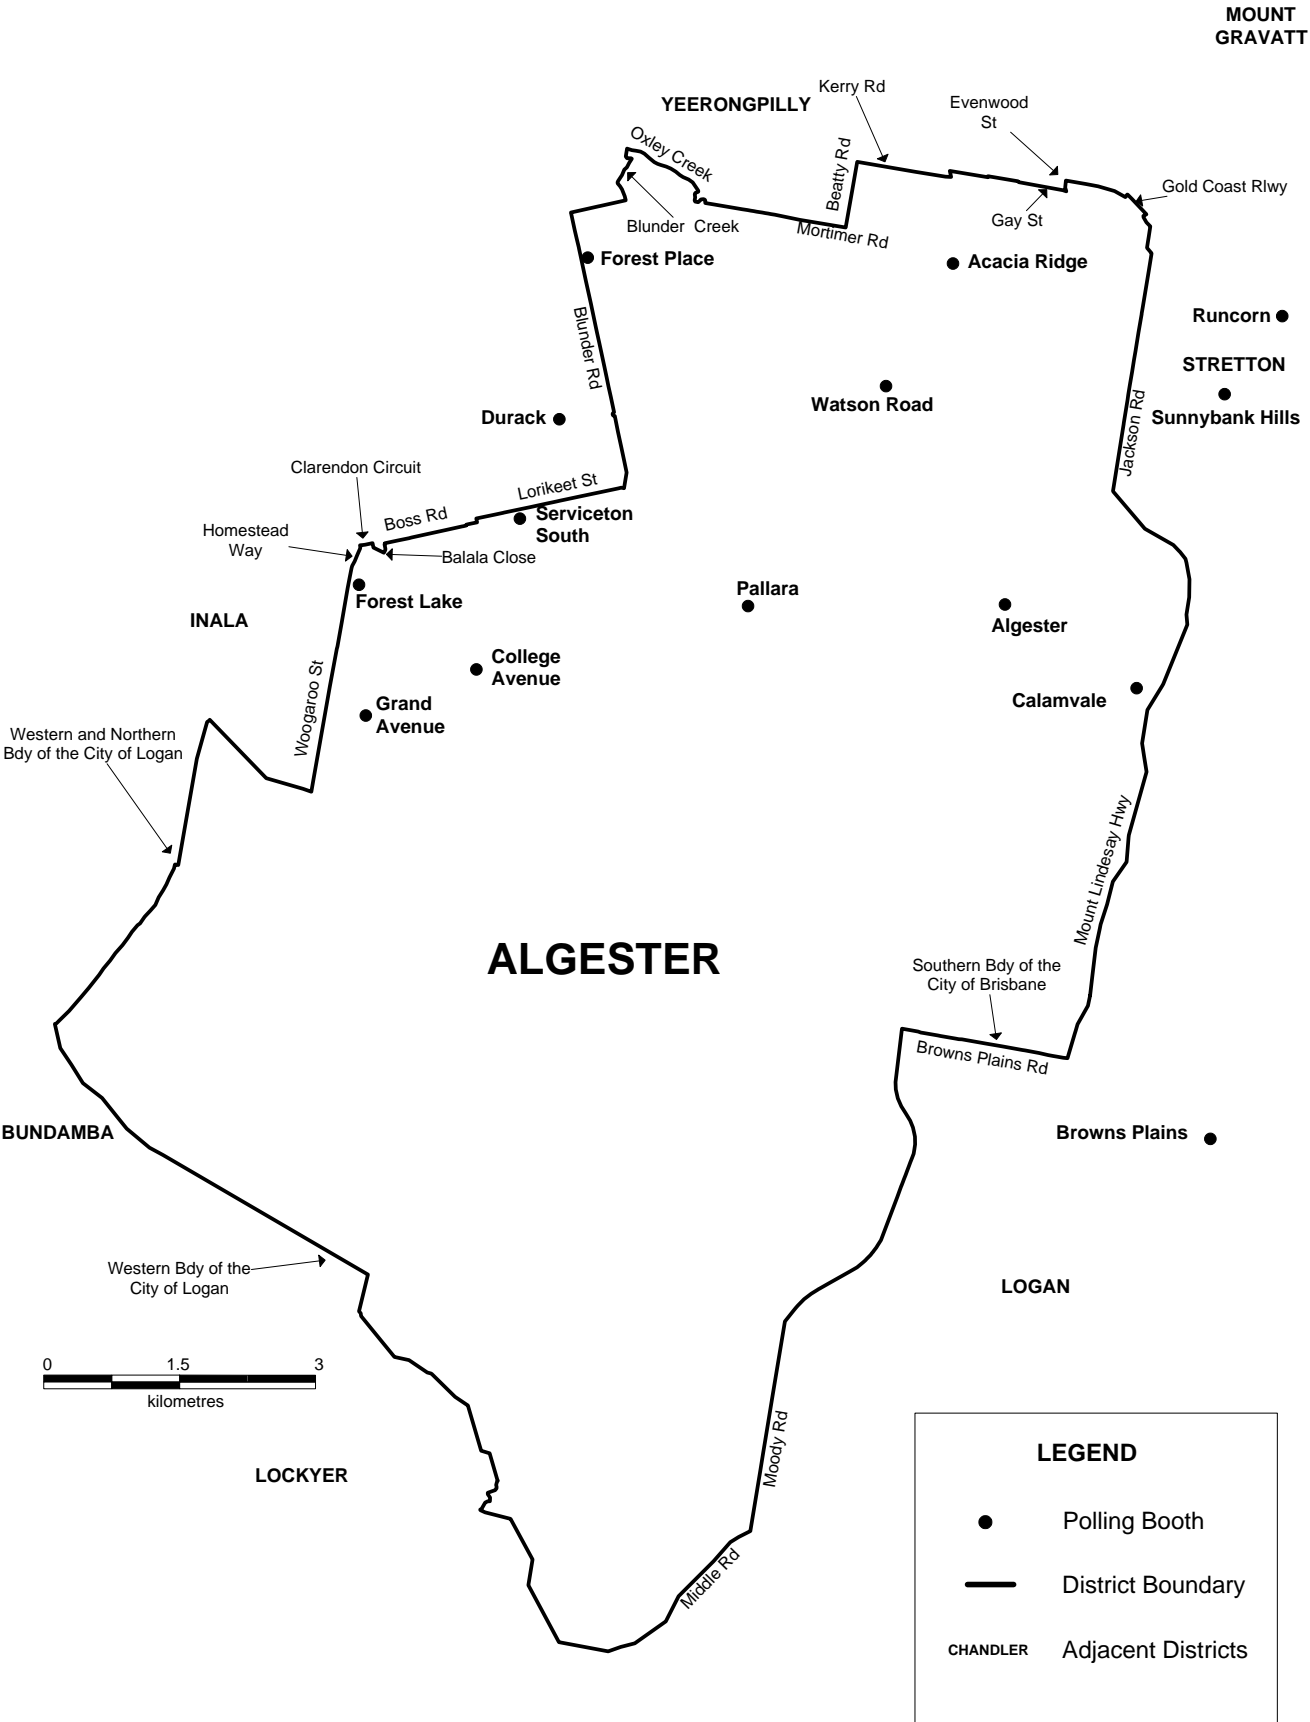 MOUNT
GRAVATT
Kerry Rd
YEERONGPILLY
Evenwood
St
Oxley Creek
Beatty Rd
Gold Coast Rlwy
Blunder Creek
Gay St
Mortimer Rd
Forest Place
Acacia Ridge
Runcorn
Blunder Rd
STRETTON
Watson Road
Sunnybank Hills
Durack
Jackson Rd
Clarendon Circuit
Lorikeet St
Boss Rd
Serviceton
South
Homestead
Way
Balala Close
Pallara
Forest Lake
INALA
Algester
College
Avenue
Woogaroo St
Grand
Avenue
Calamvale
Western and Northern
Bdy of the City of Logan
Mount Lindesay Hwy
ALGESTER
Southern Bdy of the
City of Brisbane
Browns Plains Rd
BUNDAMBA
Browns Plains
Western Bdy of the
City of Logan
LOGAN
0 1.5 3
kilometres
Moody Rd
LOCKYER
Middle Rd
LEGEND
Polling Booth
District Boundary
CHANDLER Adjacent Districts